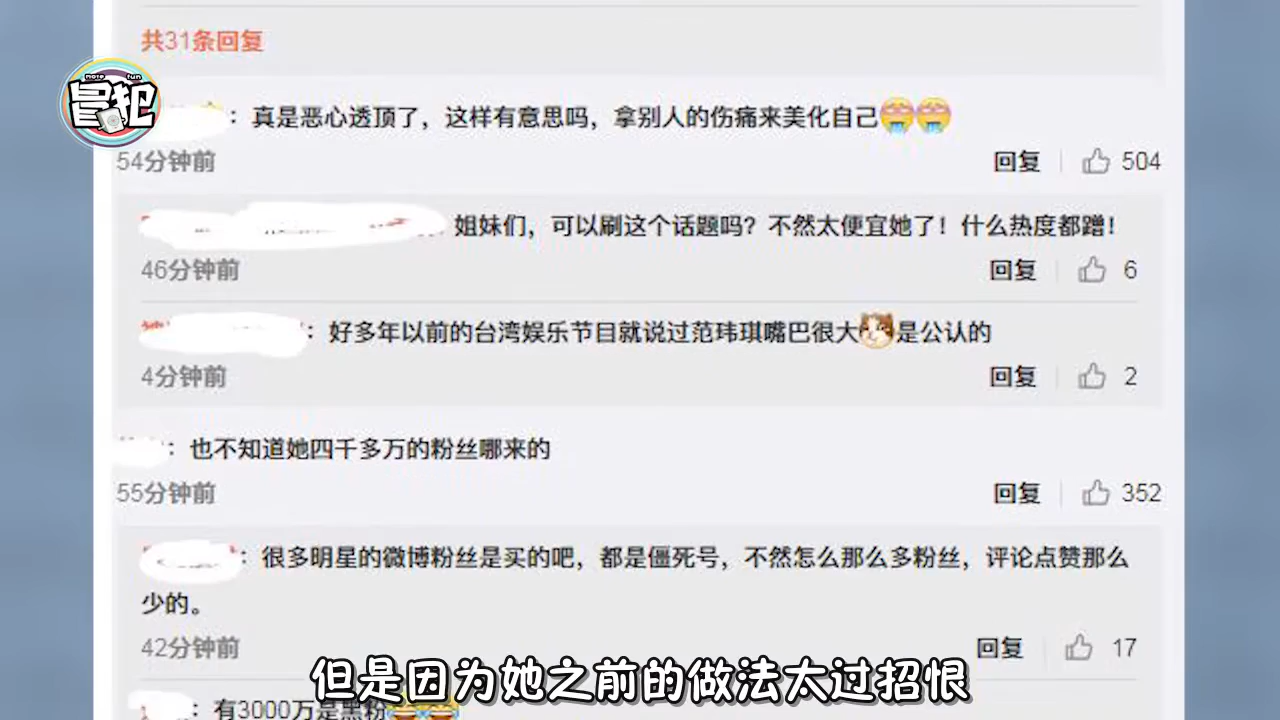 共31条回复
more fun
冒犯
：真是恶心透顶了，这样有意思吗，拿别人的伤痛来美化自己
54分钟前
回复 504
姐妹们，可以刷这个话题吗？不然太便宜她了！什么热度都蹭！
46分钟前
回复 6
：好多年以前的台湾娱乐节目就说过范玮琪嘴巴很大是公认的
4分钟前
回复 2
：也不知道她四千多万的粉丝哪来的
55分钟前
回复 352
：很多明星的微博粉丝是买的吧，都是僵死号，不然怎么那么多粉丝，评论点赞那么
少的。
42分钟前
回复 17
但是因为她之前的做法太过招恨
：有3000万是黑粉